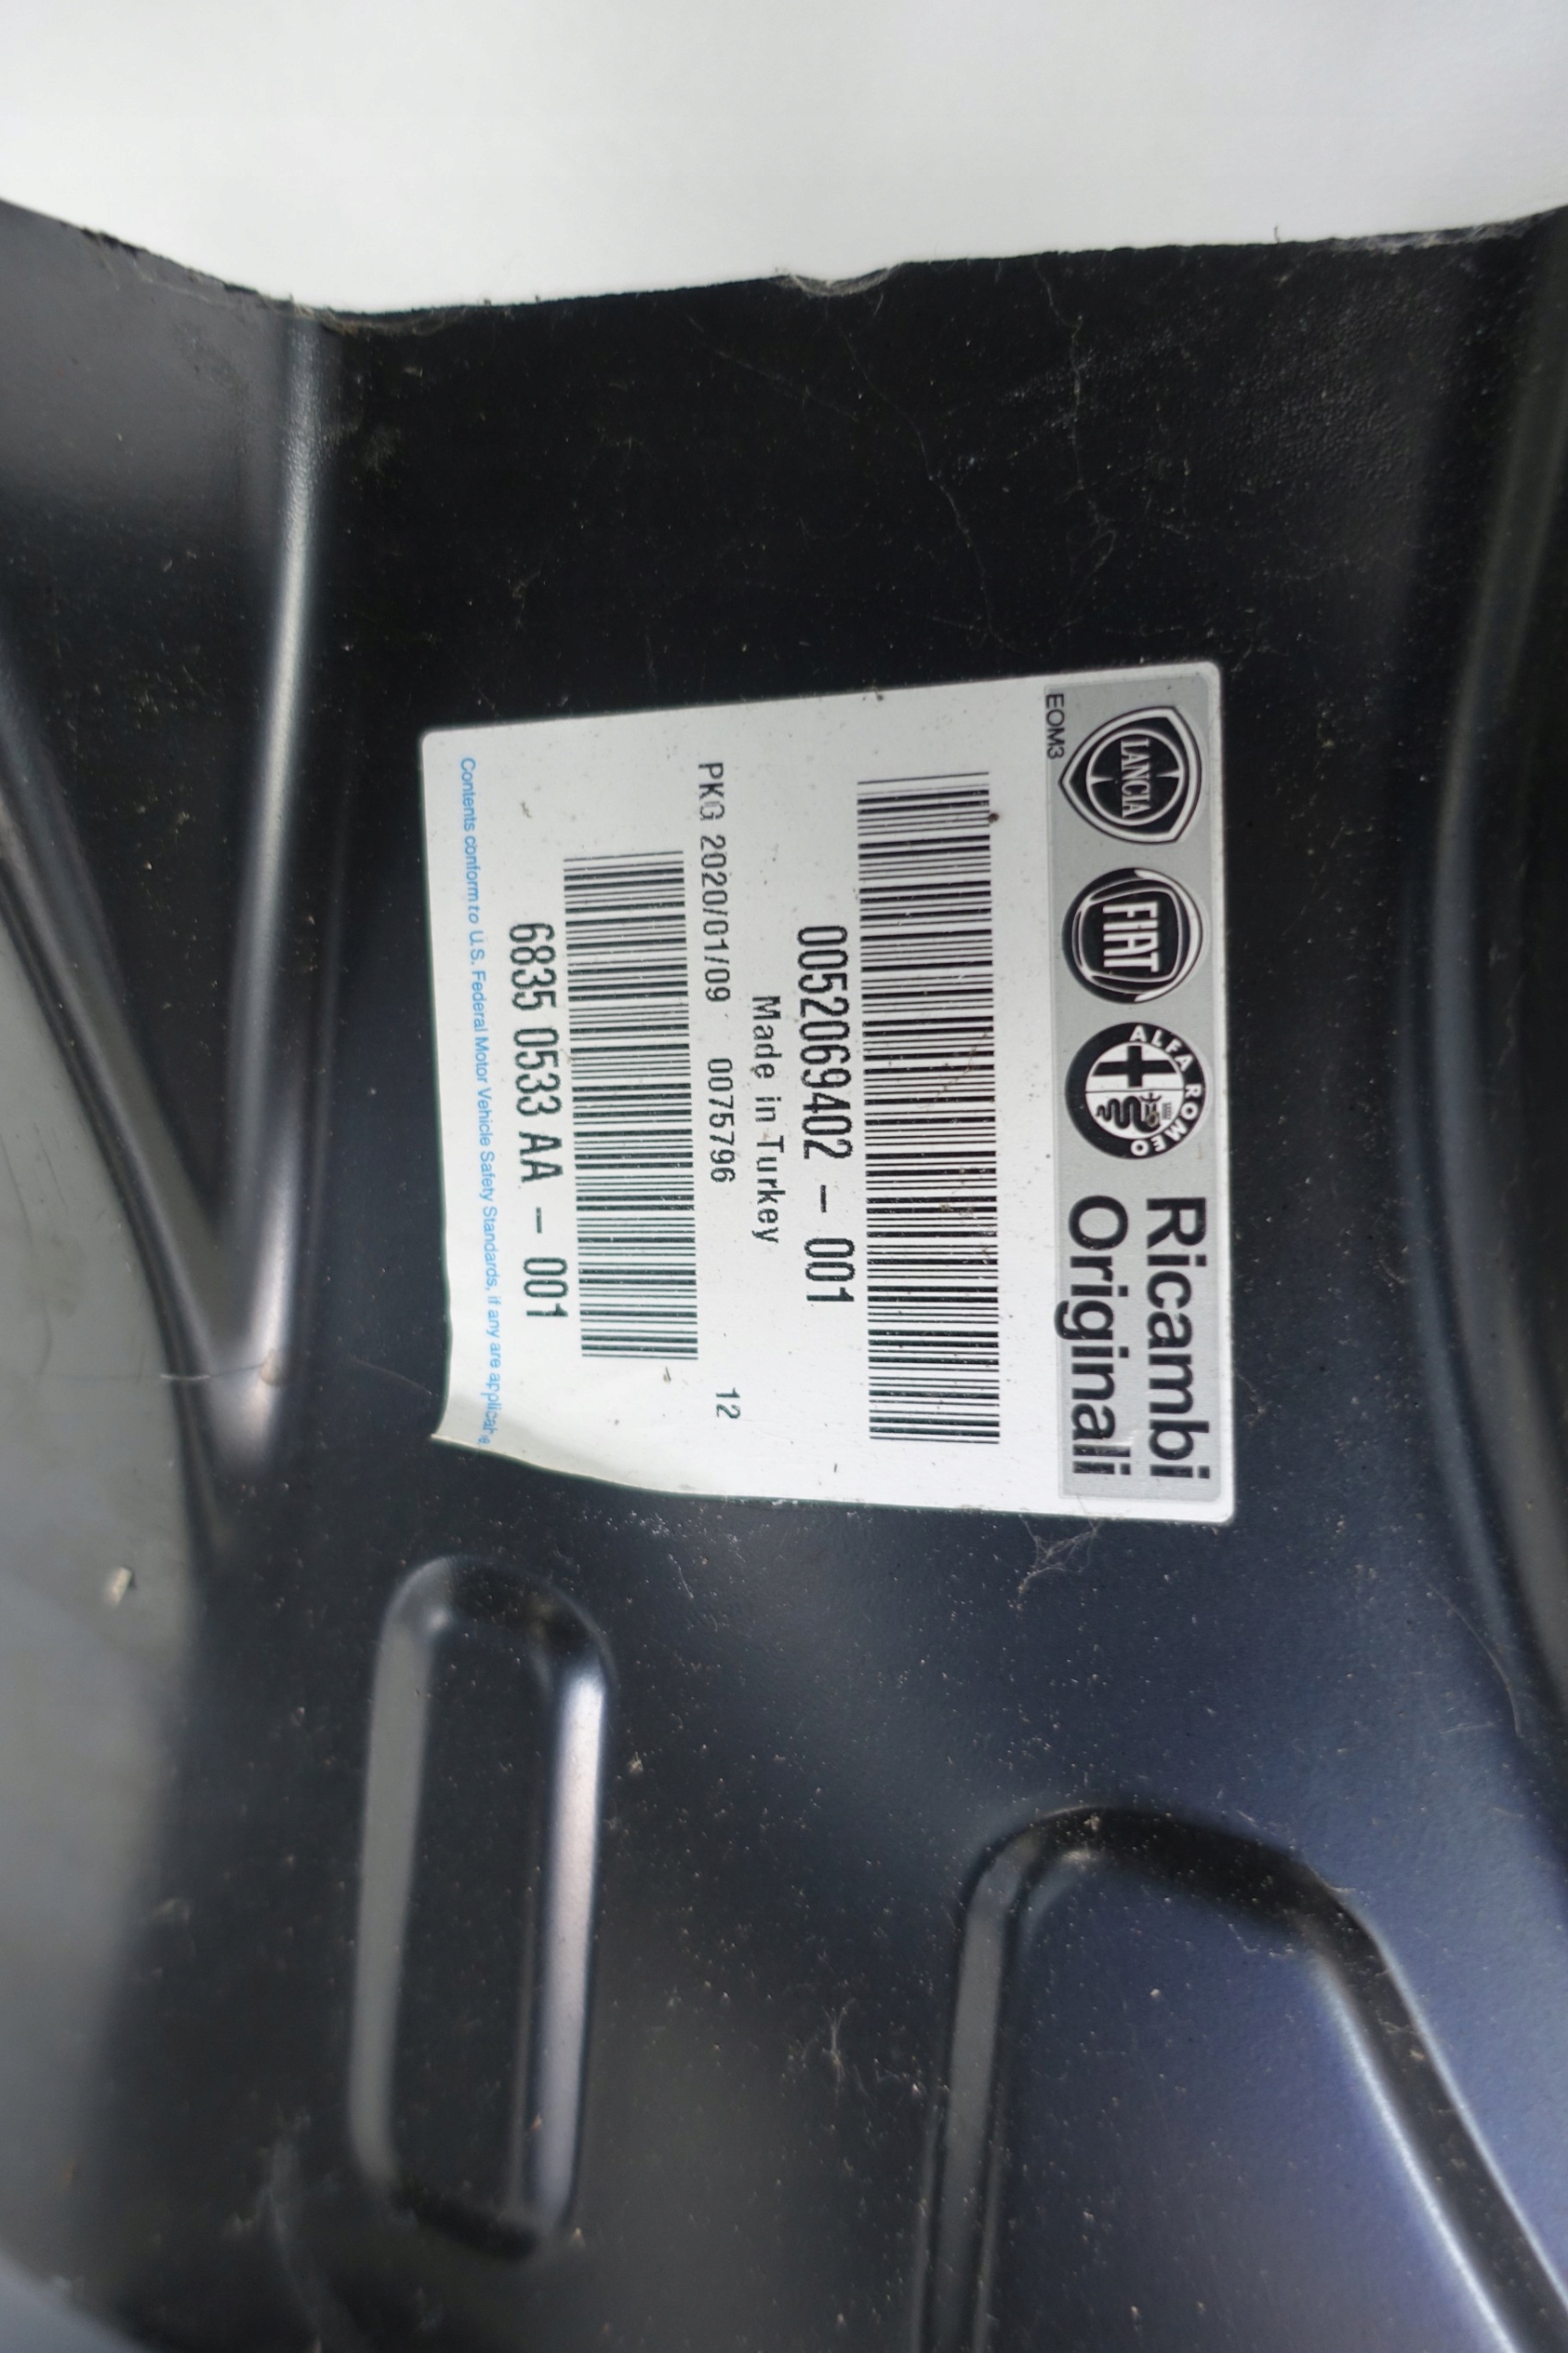 LANCIA
FIAT
ALFA ROMEO
Ricambi
Originali
EOM3
0052069402 – 001
Made in Turkey
PKG 2020/01/09 0075796 12
6835 0533 AA – 001
Contents conform to U.S. Federal Motor Vehicle Safety Standards, if any are applicable